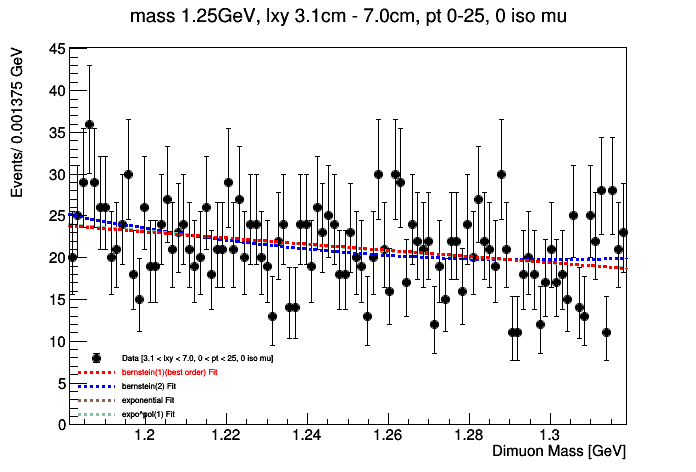 mass 1.25GeV, lxy 3.1cm - 7.0cm, pt 0-25, 0 iso mu
Events/ 0.001375 GeV
45
40
35
30
25
20
15
10
5
0
Data [3.1 < lxy < 7.0, 0 < pt < 25, 0 iso mu]
bernstein(1)(best order) Fit
bernstein(2) Fit
exponential Fit
expo*pol(1) Fit
1.2 1.22 1.24 1.26 1.28 1.3
Dimuon Mass [GeV]